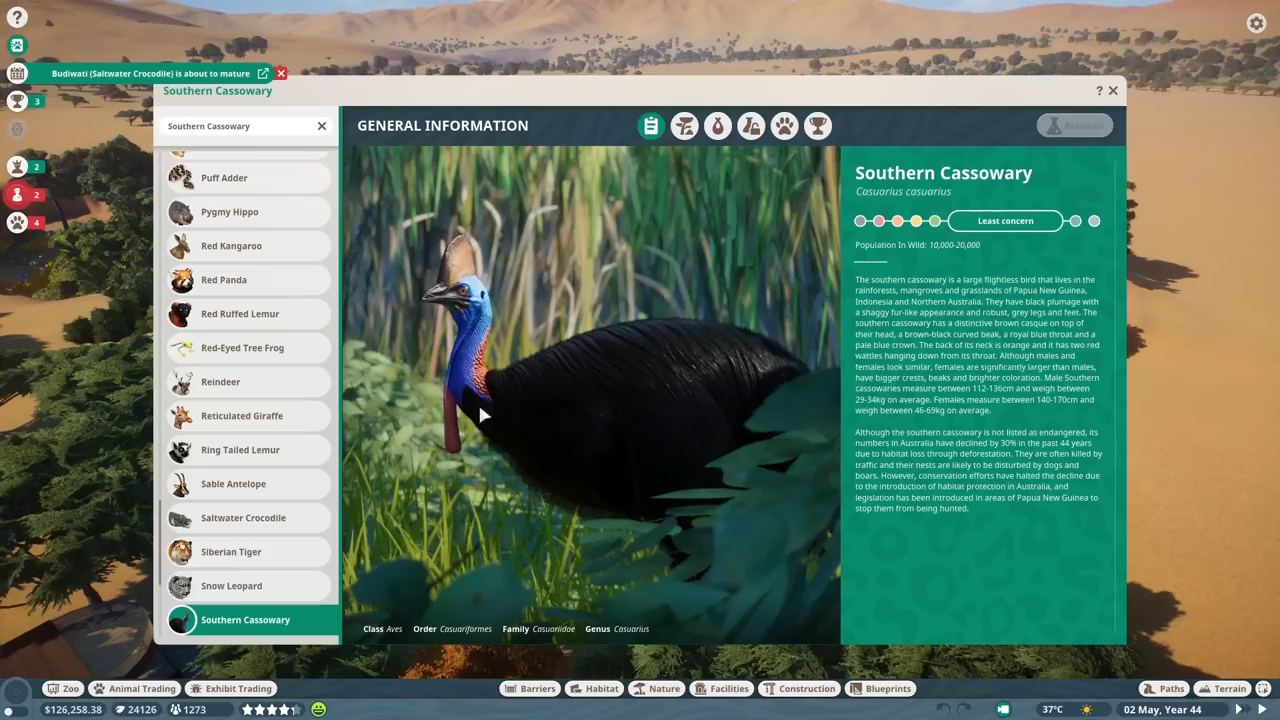 ?
Budiwati (Saltwater Crocodile) is about to mature
3
2
2
4
Southern Cassowary
?
Southern Cassowary
GENERAL INFORMATION
Puff Adder
Pygmy Hippo
Red Kangaroo
Red Panda
Red Ruffed Lemur
Red-Eyed Tree Frog
Reindeer
Reticulated Giraffe
Ring Tailed Lemur
Sable Antelope
Saltwater Crocodile
Siberian Tiger
Snow Leopard
Southern Cassowary
Class Aves Order Casuariformes Family Casuariidae Genus Casuarius
Southern Cassowary
Casuarius casuarius
Least concern
Population In Wild: 10,000-20,000
The southern cassowary is a large flightless bird that lives in the
rainforests, mangroves and grasslands of Papua New Guinea,
Indonesia and Northern Australia. They have black plumage with
a shaggy fur-like appearance and robust, grey legs and feet. The
southern cassowary has a distinctive brown casque on top of
their head, a brown-black curved beak, a royal blue throat and a
pale blue crown. The back of its neck is orange and it has two red
wattles hanging down from its throat. Although males and
females look similar, females are significantly larger than males,
have bigger crests, beaks and brighter coloration. Male Southern
cassowaries measure between 112-136cm and weigh between
29-34kg on average. Females measure between 140-170cm and
weigh between 46-69kg on average.
Although the southern cassowary is not listed as endangered, its
numbers in Australia have declined by 30% in the past 44 years
due to habitat loss through deforestation. They are often killed by
traffic and their nests are likely to be disturbed by dogs and
boars. However, conservation efforts have halted the decline due
to the introduction of habitat protection in Australia, and
legislation has been introduced in areas of Papua New Guinea to
stop them from being hunted.
Zoo Animal Trading Exhibit Trading Barriers Habitat Nature Facilities Construction Blueprints Paths Terrain
$126,258.38 24126 1273 37°C 02 May, Year 44